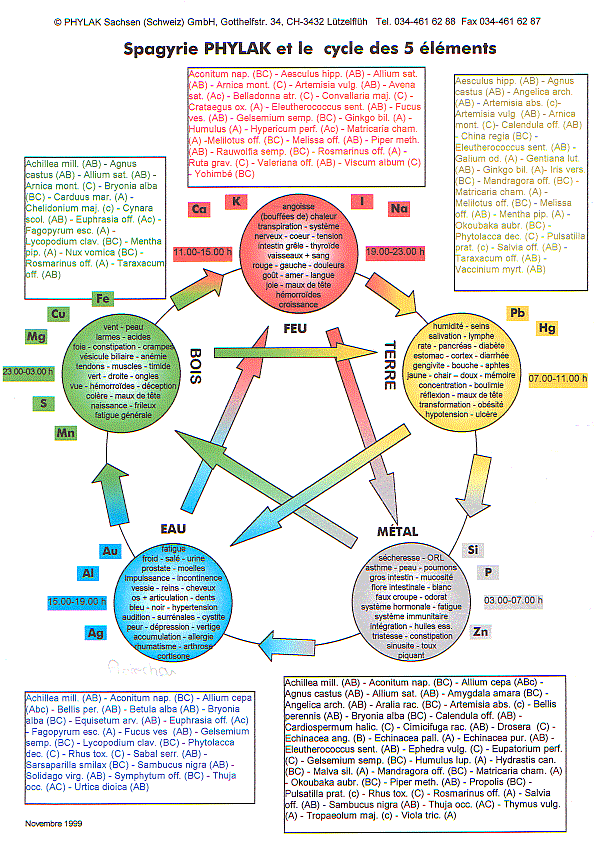 © PHYLAK Sachsen (Schweiz) GmbH, Gotthelfstr. 34, CH-3432 Lützelflüh Tel. 034-461 62 88 Fax 034-461 62 87
Spagyrie PHYLAK et le cycle des 5 éléments
Aconitum nap. (BC) - Aesculus hipp. (AB) - Allium sat.
(AB) - Arnica mont. (C) - Artemisia vulg. (AB) - Avena
sat. (Ac) - Belladonna atr. (C) - Convallaria maj. (C) -
Crataegus ox. (A) - Eleutherococcus sent. (AB) - Fucus
ves. (AB) - Gelsemium semp. (BC) - Ginkgo bil. (A) -
Humulus (A) - Hypericum perf. (Ac) - Matricaria cham.
(A) -Melilotus off. (BC) - Melissa off. (AB) - Piper meth.
(AB) - Rauwolfia semp. (BC) - Rosmarinus off. (A) -
Ruta grav. (C) - Valeriana off. (AB) - Viscum album (C)
- Yohimbé (BC)
Aesculus hipp. (AB) - Agnus
castus (AB) - Angelica arch.
(AB) - Artemisia abs. (c)-
Artemisia vulg (AB) - Arnica
mont. (C)- Calendula off. (AB)
- China regia (BC) -
Eleutherococcus sent. (AB) -
Galium od. (A) - Gentiana lut.
(AB) - Ginkgo bil. (A)- Iris vers.
(BC) - Mandragora off. (BC) -
Matricaria cham. (A) -
Melilotus off. (BC) - Melissa
off. (AB) - Mentha pip. (A) -
Okoubaka aubr. (BC) -
Phytolacca dec. (C) - Pulsatilla
prat. (c) - Salvia off. (AB) -
Taraxacum off. (AB) -
Vaccinium myrt. (AB)
Achillea mill. (AB) - Agnus
castus (AB) - Allium sat. (AB) -
Arnica mont. (C) - Bryonia alba
(BC) - Carduus mar. (A) -
Chelidonium maj. (c) - Cynara
scol. (AB) - Euphrasia off. (Ac) -
Fagopyrum esc. (A) -
Lycopodium clav. (BC) - Mentha
pip. (A) - Nux vomica (BC) -
Rosmarinus off. (A) - Taraxacum
off. (AB)
Ca
K
I
Na
11.00-15.00 h
19.00-23.00 h
angoisse
(bouffées de) chaleur
transpiration - système
nerveux - coeur - tension
intestin grêle - thyroïde
vaisseaux + sang
rouge - gauche - douleurs
goût - amer - langue
joie - maux de tête
hémorroïdes
croissance
FEU
Fe
Cu
Mg
23.00-03.00 h
S
Mn
vent - peau
larmes - acides
foie - constipation - crampes
vésicule biliaire - anémie
tendons - muscles - timide
vert - droite - ongles
vue - hémorroïdes - déception
colère - maux de tête
naissance - frileux
fatigue générale
BOIS
TERRE
Pb
Hg
07.00-11.00 h
humidité - seins
salivation - lymphe
rate - pancréas - diabète
estomac - cortex - diarrhée
gengivite - bouche - aphtes
jaune - chair – doux - mémoire
concentration - boulimie
réflexion - maux de tête
transformation - obésité
hypotension - ulcère
EAU
Au
Al
15.00-19.00 h
Ag
fatigue
froid - salé - urine
prostate - moelles
impuissance - incontinence
vessie - reins - cheveux
os + articulation - dents
bleu - noir - hypertension
audition - surrénales - cystite
peur - dépression - vertige
accumulation - allergie
rhumatisme - arthrose
cortisone
MÉTAL
Si
P
03.00-07.00 h
Zn
sécheresse - ORL
asthme - peau - poumons
gros intestin - mucosité
flore intestinale - blanc
faux croupe - odorat
système hormonale - fatigue
système immunitaire
intégration - huiles ess.
tristesse - constipation
sinusite - toux
piquant
Achillea mill. (AB) - Aconitum nap. (BC) - Allium cepa
(Abc) - Bellis per. (AB) - Betula alba (AB) - Bryonia
alba (BC) - Equisetum arv. (AB) - Euphrasia off. (Ac)
- Fagopyrum esc. (A) - Fucus ves (AB) - Gelsemium
semp. (BC) - Lycopodium clav. (BC) - Phytolacca
dec. (C) - Rhus tox. (C) - Sabal serr. (AB) -
Sarsaparilla smilax (BC) - Sambucus nigra (AB) -
Solidago virg. (AB) - Symphytum off. (BC) - Thuja
occ. (AC) - Urtica dioica (AB)
Achillea mill. (AB) - Aconitum nap. (BC) - Allium cepa (ABc) -
Agnus castus (AB) - Allium sat. (AB) - Amygdala amara (BC) -
Angelica arch. (AB) - Aralia rac. (BC) - Artemisia abs. (c) - Bellis
perennis (AB) - Bryonia alba (BC) - Calendula off. (AB) -
Cardiospermum halic. (C) - Cimicifuga rac. (AB) - Drosera (C) -
Echinacea ang. (B) - Echinacea pall. (A) - Echinacea pur. (AB) -
Eleutherococcus sent. (AB) - Ephedra vulg. (C) - Eupatorium perf.
(C) - Gelsemium semp. (BC) - Humulus lup. (A) - Hydrastis can.
(BC) - Malva sil. (A) - Mandragora off. (BC) - Matricaria cham. (A) -
Okoubaka aubr. (BC) - Piper meth. (AB) - Propolis (BC) -
Pulsatilla prat. (c) - Rhus tox. (C) - Rosmarinus off. (A) - Salvia
off. (AB) - Sambucus nigra (AB) - Thuja occ. (AC) - Thymus vulg.
(A) - Tropaeolum maj. (c) - Viola tric. (A)
Novembre 1999